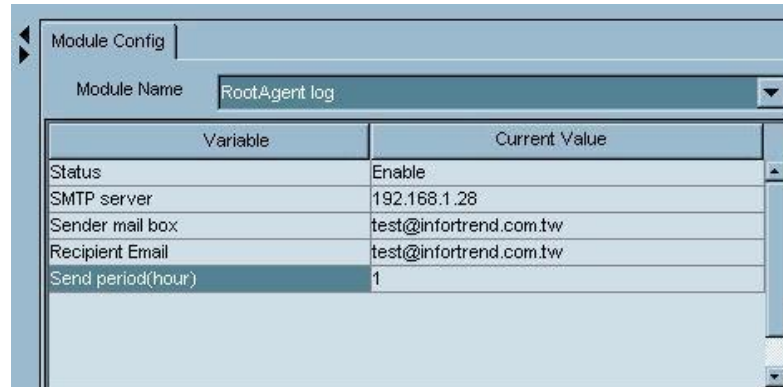 Module Config
Module Name RootAgent log
Variable Current Value
Status Enable
SMTP server 192.168.1.28
Sender mail box test@infortrend.com.tw
Recipient Email test@infortrend.com.tw
Send period(hour) 1